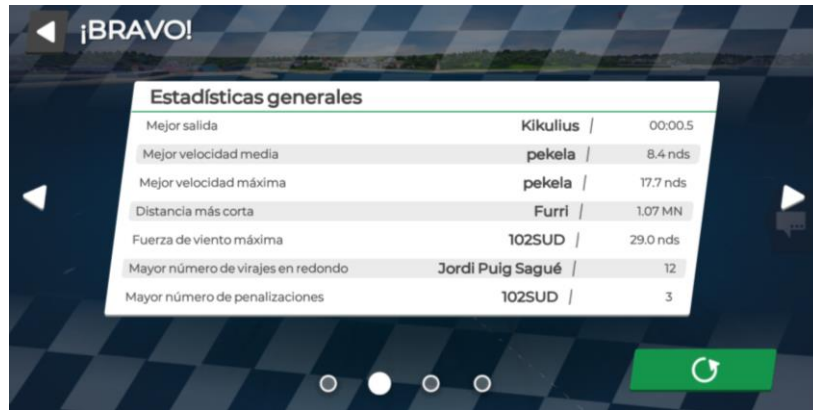 ¡BRAVO!
Estadísticas generales
Mejor salida Kikulius | 00:00.5
Mejor velocidad media pekela | 8.4 nds
Mejor velocidad máxima pekela | 17.7 nds
Distancia más corta Furri | 1.07 MN
Fuerza de viento máxima 102SUD | 29.0 nds
Mayor número de virajes en redondo Jordi Puig Sagué | 12
Mayor número de penalizaciones 102SUD | 3